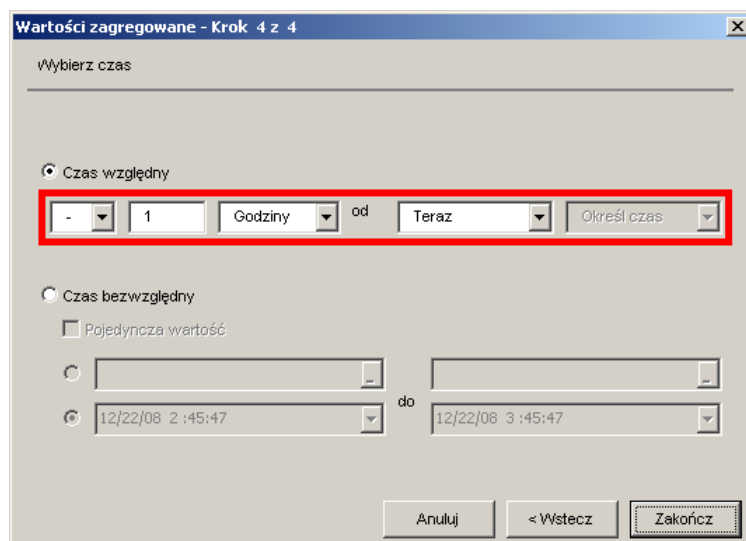 Wartości zagregowane - Krok 4 z 4
Wybierz czas
Czas względny
- 1 Godziny od Teraz Określ czas
Czas bezwzględny
Pojedyncza wartość
do
12/22/08 2 :45:47 12/22/08 3 :45:47
Anuluj < Wstecz Zakończ